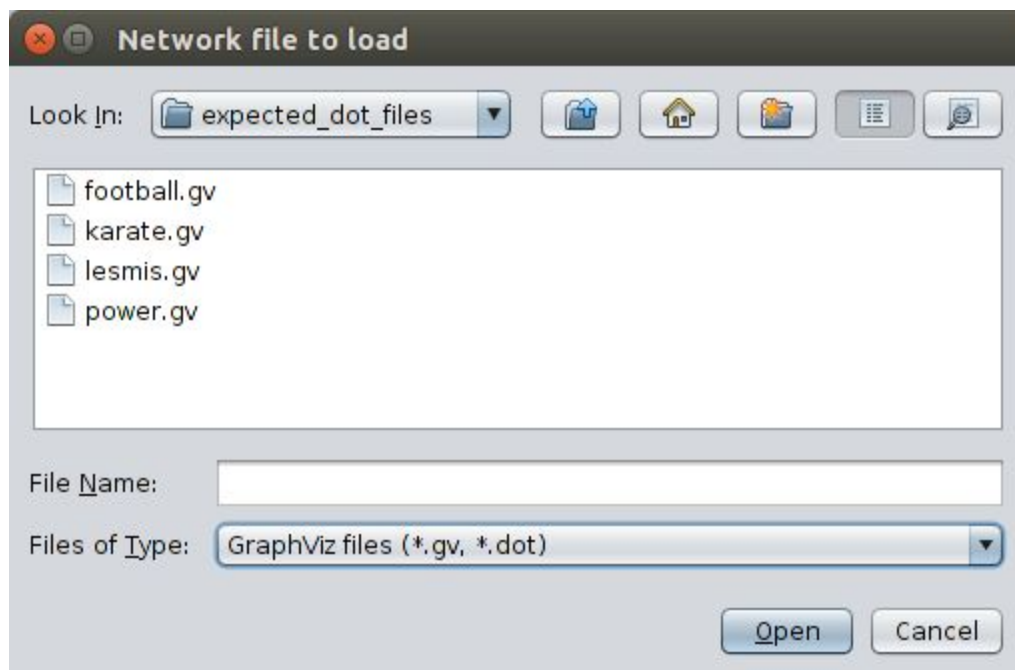 Network file to load
Look In: expected_dot_files
football.gv
karate.gv
lesmis.gv
power.gv
File Name:
Files of Type: GraphViz files (*.gv, *.dot)
Open Cancel